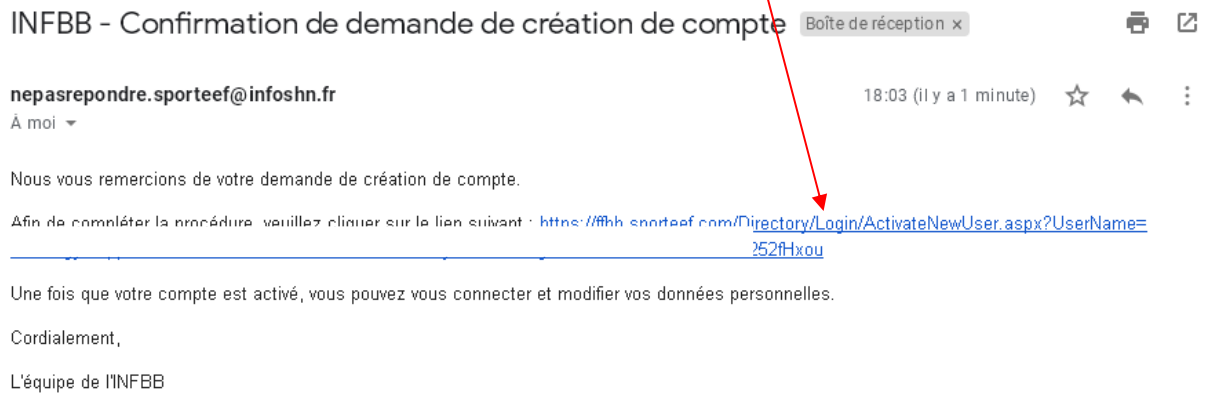 INFBB - Confirmation de demande de création de compte Boîte de réception ×
nepasrepondre.sporteef@infoshn.fr 18:03 (il y a 1 minute)
À moi
Nous vous remercions de votre demande de création de compte.
Afin de compléter la procédure, veuillez cliquer sur le lien suivant : https://ffbb.sporteef.com/Directory/Login/ActivateNewUser.aspx?UserName=
252fHxou
Une fois que votre compte est activé, vous pouvez vous connecter et modifier vos données personnelles.
Cordialement,
L'équipe de l'INFBB